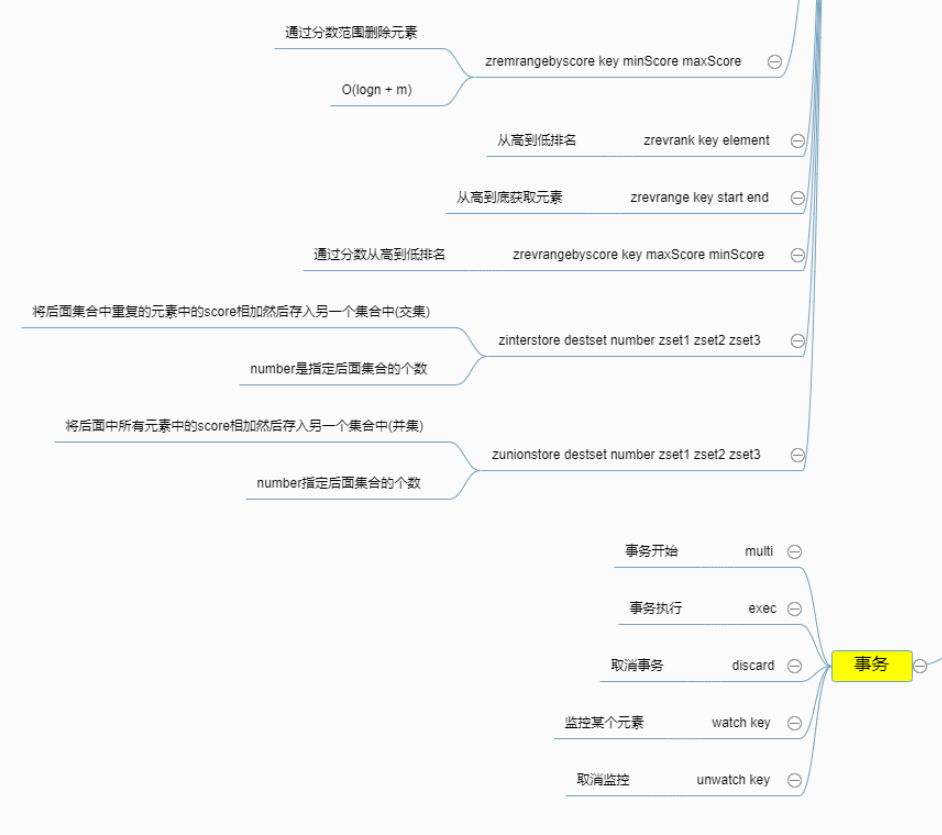 通过分数范围删除元素
zremrangebyscore key minScore maxScore
O(logn + m)
从高到低排名 zrevrank key element
从高到底获取元素 zrevrange key start end
通过分数从高到低排名 zrevrangebyscore key maxScore minScore
将后面集合中重复的元素中的score相加然后存入另一个集合中(交集)
zinterstore destset number zset1 zset2 zset3
number是指定后面集合的个数
将后面中所有元素中的score相加然后存入另一个集合中(并集)
zunionstore destset number zset1 zset2 zset3
number指定后面集合的个数
事务开始 multi
事务执行 exec
取消事务 discard
事务
监控某个元素 watch key
取消监控 unwatch key